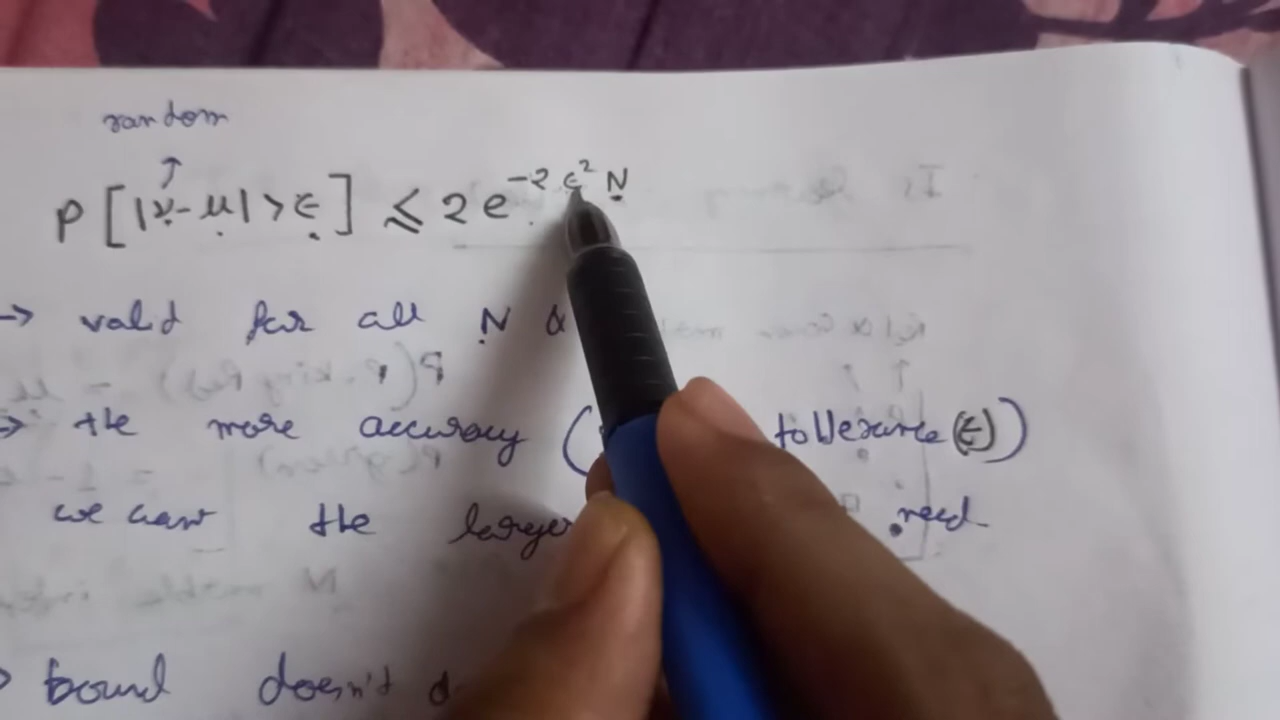 random
↑
P[|ν-μ|>ϵ] ⩽ 2e^{-2ϵ²N}
→ valid for all N &
→ the more accuracy ( tollerance(ϵ))
we want the larger need
bound doesn't